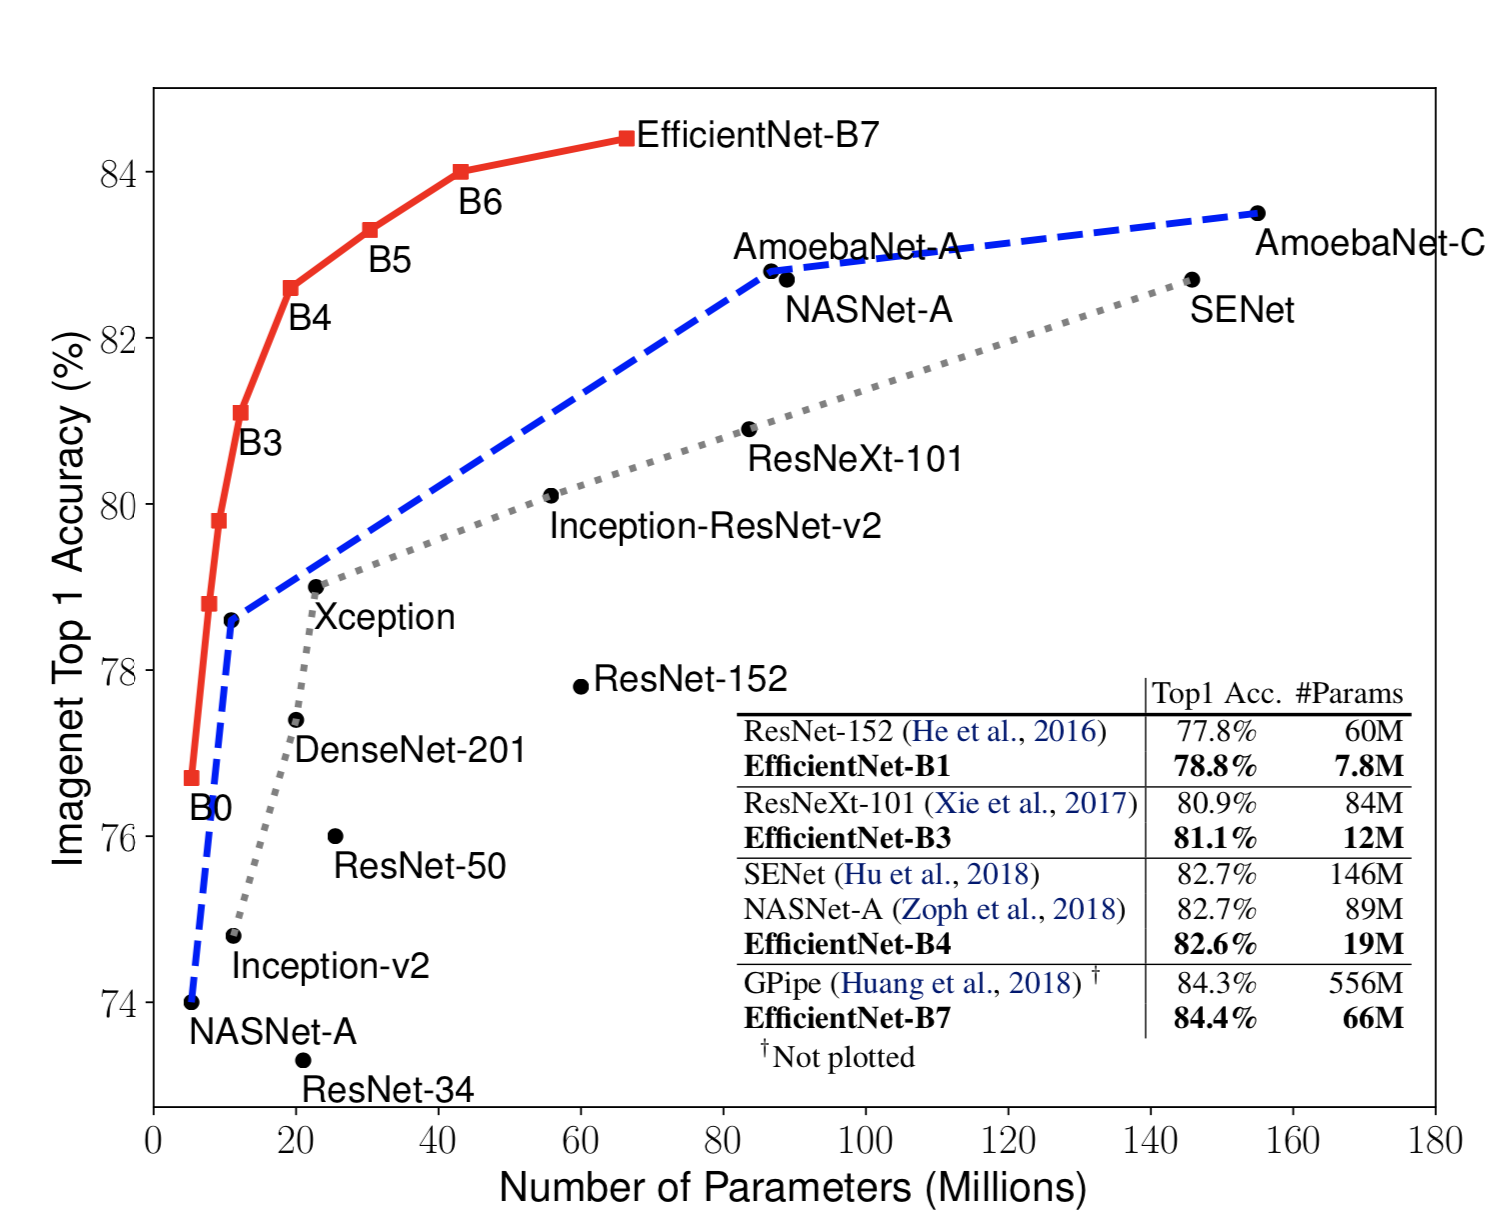 EfficientNet-B7
84
B6
AmoebaNet-A
AmoebaNet-C
B5
NASNet-A
SENet
B4
82
B3
ResNeXt-101
80
Inception-ResNet-v2
Xception
78
ResNet-152
DenseNet-201
B0
76
ResNet-50
Inception-v2
74
NASNet-A
ResNet-34
Imagenet Top 1 Accuracy (%)
Top1 Acc. #Params
ResNet-152 (He et al., 2016) 77.8% 60M
EfficientNet-B1 78.8% 7.8M
ResNeXt-101 (Xie et al., 2017) 80.9% 84M
EfficientNet-B3 81.1% 12M
SENet (Hu et al., 2018) 82.7% 146M
NASNet-A (Zoph et al., 2018) 82.7% 89M
EfficientNet-B4 82.6% 19M
GPipe (Huang et al., 2018) † 84.3% 556M
EfficientNet-B7 84.4% 66M
†Not plotted
0 20 40 60 80 100 120 140 160 180
Number of Parameters (Millions)